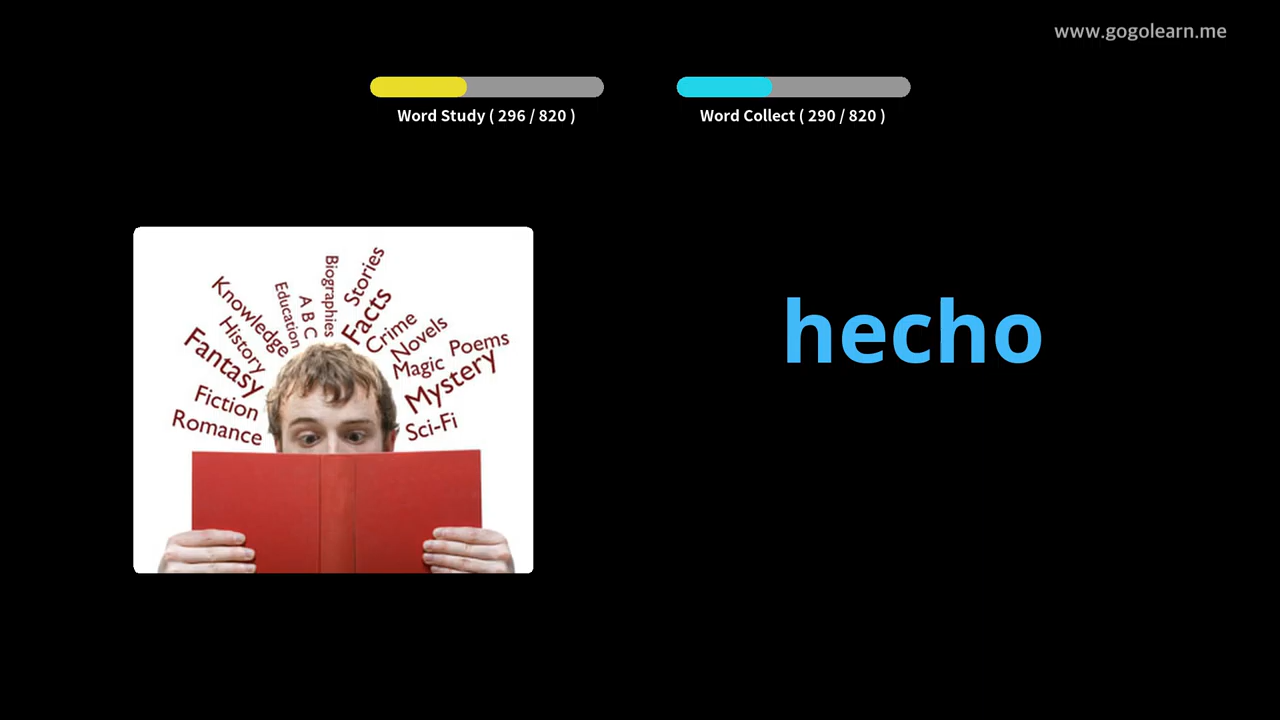 www.gogolearn.me
Word Study ( 296 / 820 )
Word Collect ( 290 / 820 )
hecho
Biographies
Stories
Education
A B C
Facts
Knowledge
Crime
History
Novels
Poems
Fantasy
Magic
Mystery
Fiction
Romance
Sci-Fi